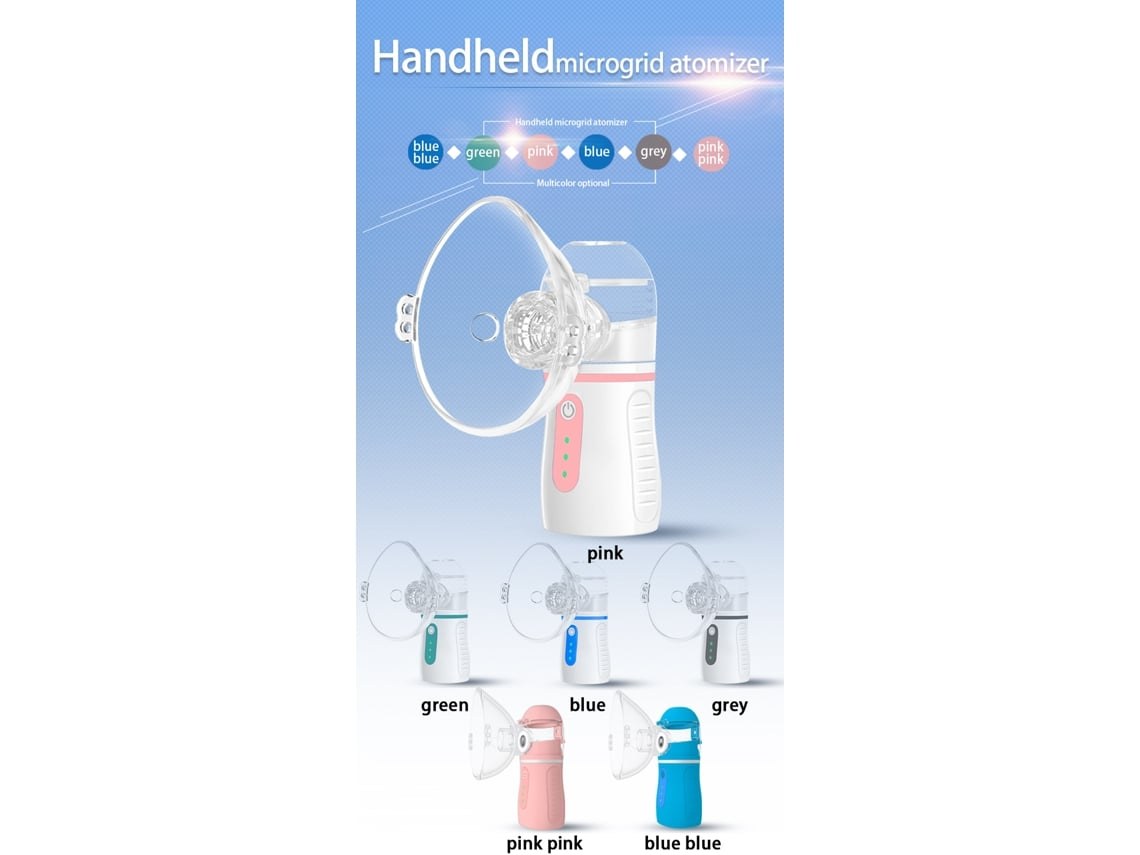 Handheld microgrid atomizer
Handheld microgrid atomizer
blue
blue
green
pink
blue
grey
pink
pink
Multicolor optional
pink
green
blue
grey
pink pink
blue blue